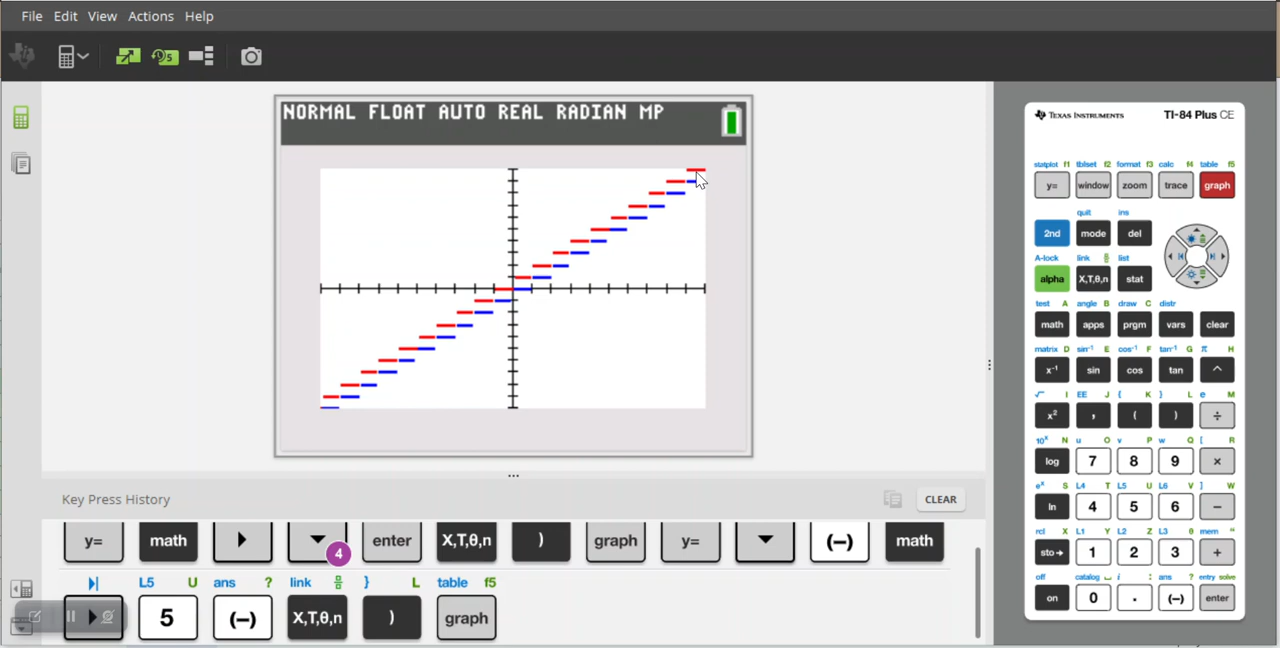 File Edit View Actions Help
5
NORMAL FLOAT AUTO REAL RADIAN MP
TEXAS INSTRUMENTS TI-84 Plus CE
statplot f1 tblset f2 format f3 calc f4 table f5
y= window zoom trace graph
quit ins
2nd mode del
A-lock link list
alpha X,T,θ,n stat
test A angle B draw C distr
math apps prgm vars clear
matrix D sin⁻¹ E cos⁻¹ F tan⁻¹ G π H
x⁻¹ sin cos tan ^
√ I EE J { K } L e M
x² , ( ) ÷
10ˣ N u O v P w Q [ R
log 7 8 9 ×
eˣ S L4 T L5 U L6 V ] W
ln 4 5 6 −
rcl X L1 Y L2 Z L3 θ mem "
sto→ 1 2 3 +
off catalog ⎵ i : ans ? entry solve
on 0 . (−) enter
Key Press History
CLEAR
y= math enter X,T,θ,n ) graph y= (−) math
4
L5 U ans ? link } L table f5
5 (−) X,T,θ,n ) graph